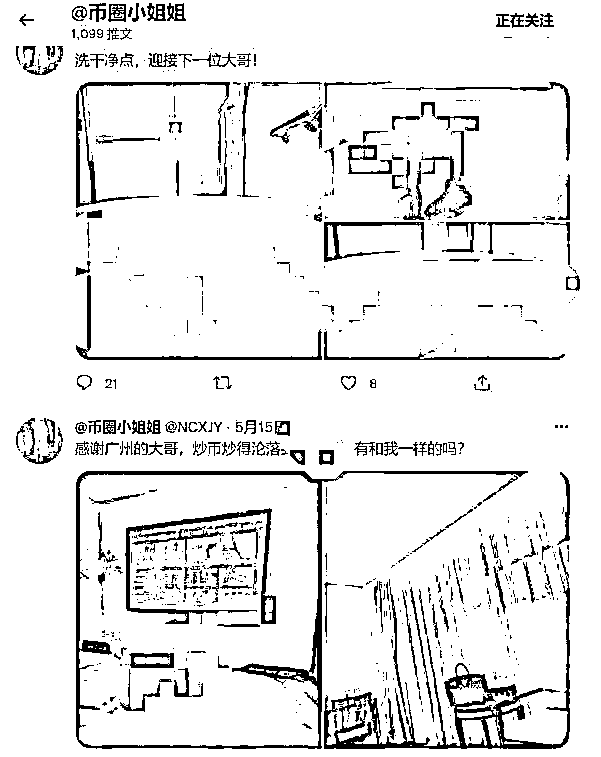 @币圈小姐姐
正在关注
1,099 推文
洗干净点，迎接下一位大哥！
21
8
@币圈小姐姐 @NCXJY · 5月15
感谢广州的大哥，炒币炒得沦落
有和我一样的吗？